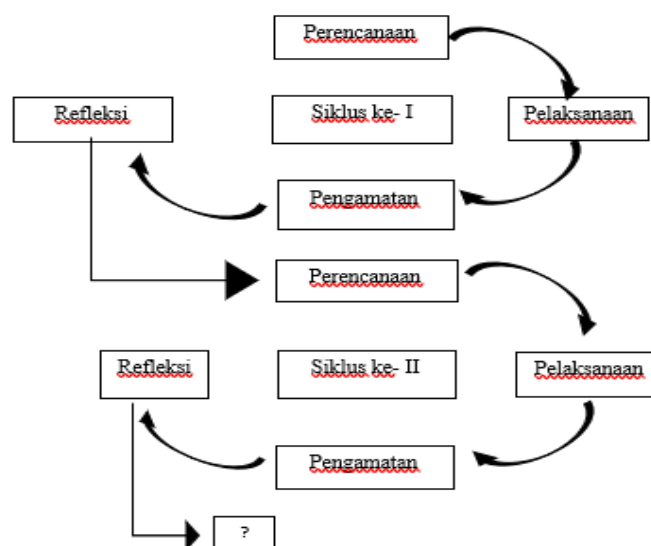 Perencanaan
Refleksi
Siklus ke- I
Pelaksanaan
Pengamatan
Perencanaan
Refleksi
Siklus ke- II
Pelaksanaan
Pengamatan
?